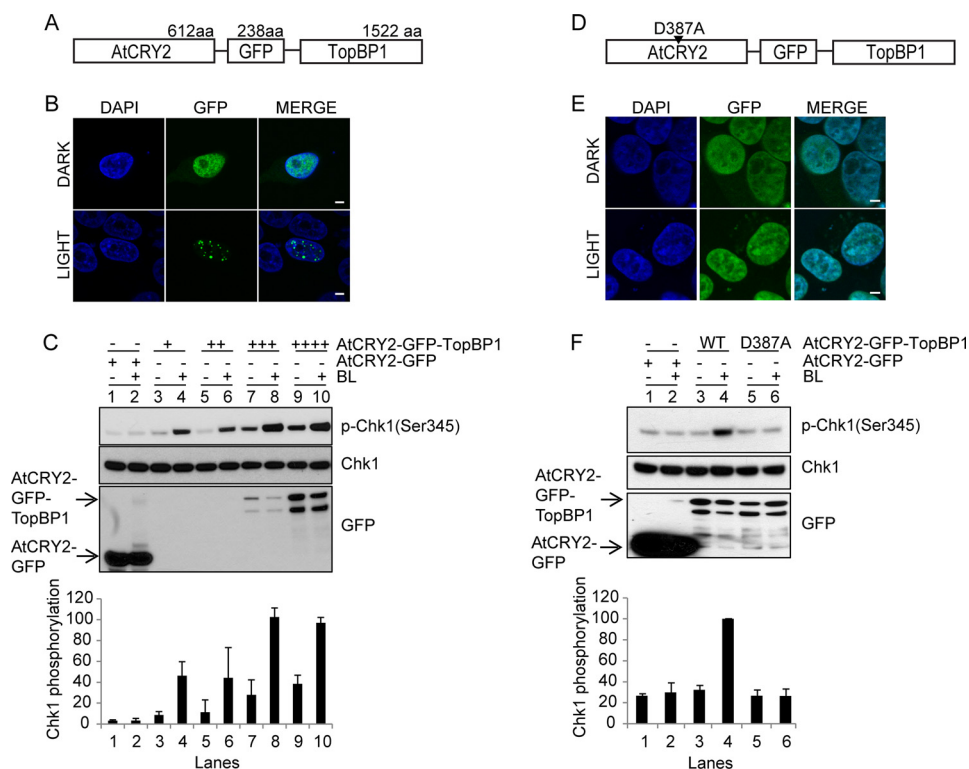 A
612aa 238aa 1522 aa
AtCRY2 GFP TopBP1
B
DAPI GFP MERGE
DARK
LIGHT
C
- - + ++ +++ ++++ AtCRY2-GFP-TopBP1
+ + - - - - - - - - AtCRY2-GFP
- + - + - + - + - + BL
1 2 3 4 5 6 7 8 9 10
p-Chk1(Ser345)
Chk1
AtCRY2-
GFP-
TopBP1
GFP
AtCRY2-
GFP
120
100
80
60
40
20
0
Chk1 phosphorylation
1 2 3 4 5 6 7 8 9 10
Lanes
D
D387A
AtCRY2 GFP TopBP1
E
DAPI GFP MERGE
DARK
LIGHT
F
- - WT D387A AtCRY2-GFP-TopBP1
+ + - - - - AtCRY2-GFP
- + - + - + BL
1 2 3 4 5 6
p-Chk1(Ser345)
Chk1
AtCRY2-
GFP-
TopBP1
GFP
AtCRY2-
GFP
120
100
80
60
40
20
0
Chk1 phosphorylation
1 2 3 4 5 6
Lanes